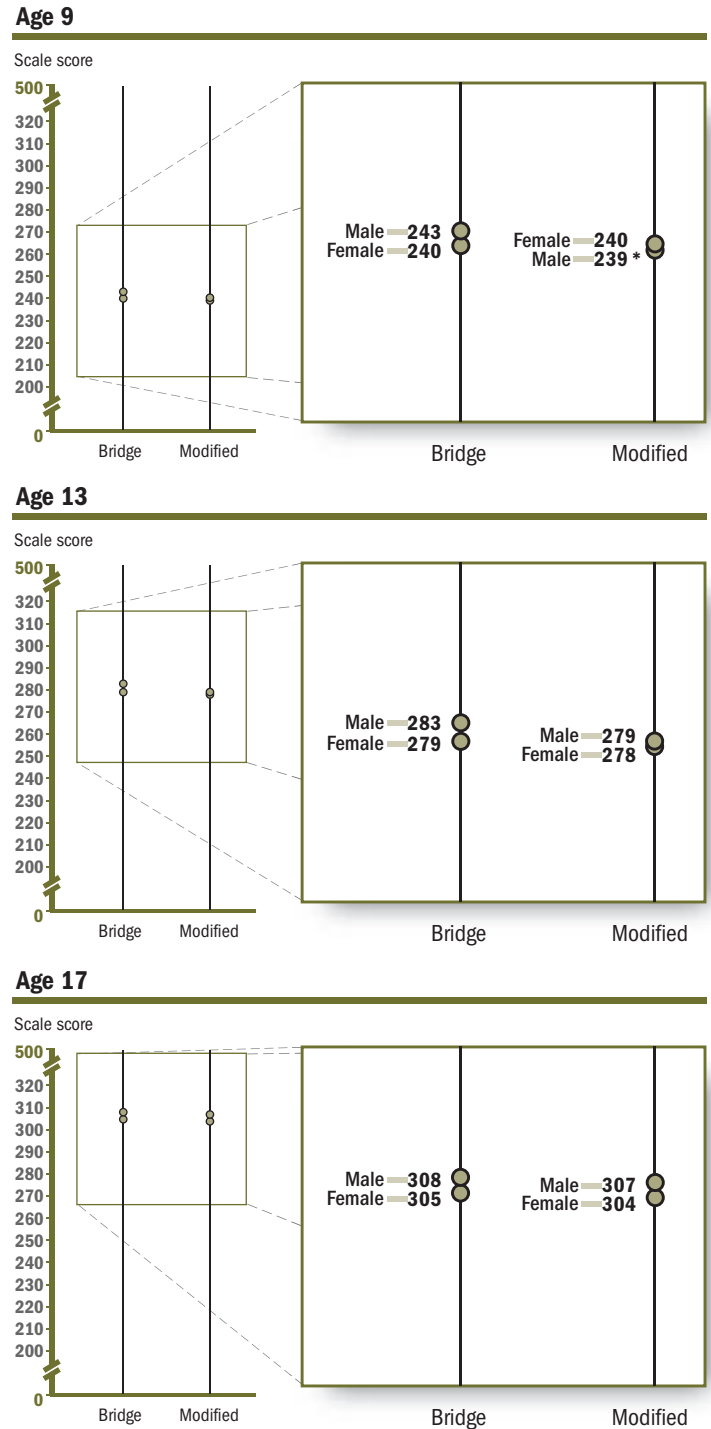 Age 9
Scale score
500
320
310
300
290
280
270
260
250
240
230
220
210
200
0
Bridge Modified
Male 243
Female 240
Female 240
Male 239 *
Bridge Modified
Age 13
Scale score
500
320
310
300
290
280
270
260
250
240
230
220
210
200
0
Bridge Modified
Male 283
Female 279
Male 279
Female 278
Bridge Modified
Age 17
Scale score
500
320
310
300
290
280
270
260
250
240
230
220
210
200
0
Bridge Modified
Male 308
Female 305
Male 307
Female 304
Bridge Modified